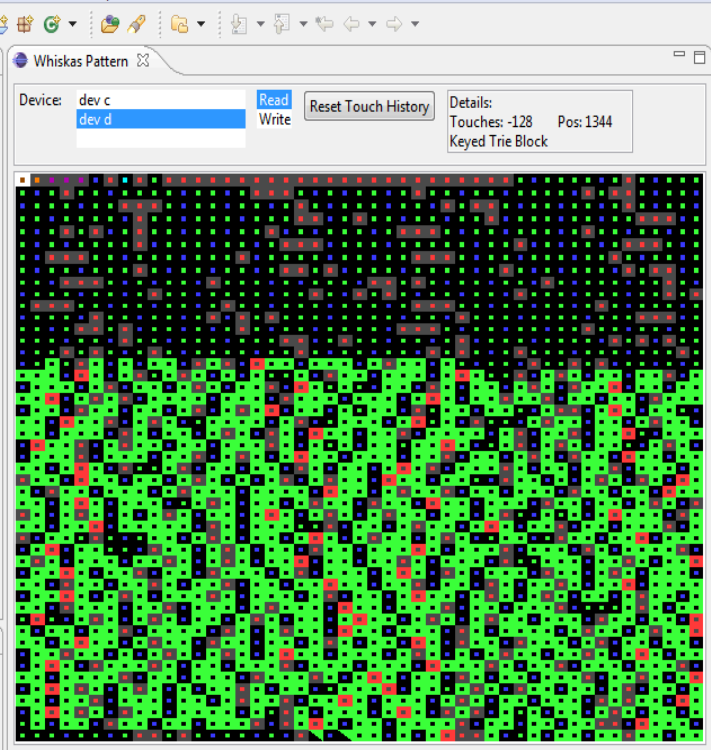 Whiskas Pattern
Device:
dev c
dev d
Read
Write
Reset Touch History
Details:
Touches: -128 Pos: 1344
Keyed Trie Block